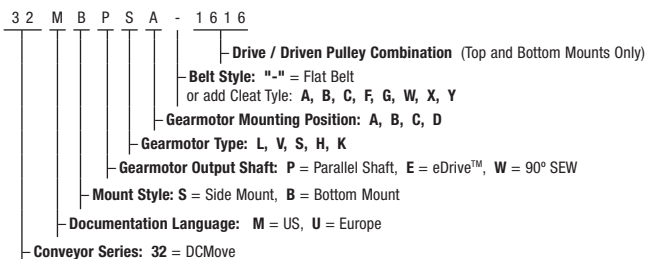 32 M B P S A - 1616
Drive / Driven Pulley Combination (Top and Bottom Mounts Only)
Belt Style: "-" = Flat Belt
or add Cleat Tyle: A, B, C, F, G, W, X, Y
Gearmotor Mounting Position: A, B, C, D
Gearmotor Type: L, V, S, H, K
Gearmotor Output Shaft: P = Parallel Shaft, E = eDrive™, W = 90º SEW
Mount Style: S = Side Mount, B = Bottom Mount
Documentation Language: M = US, U = Europe
Conveyor Series: 32 = DCMove